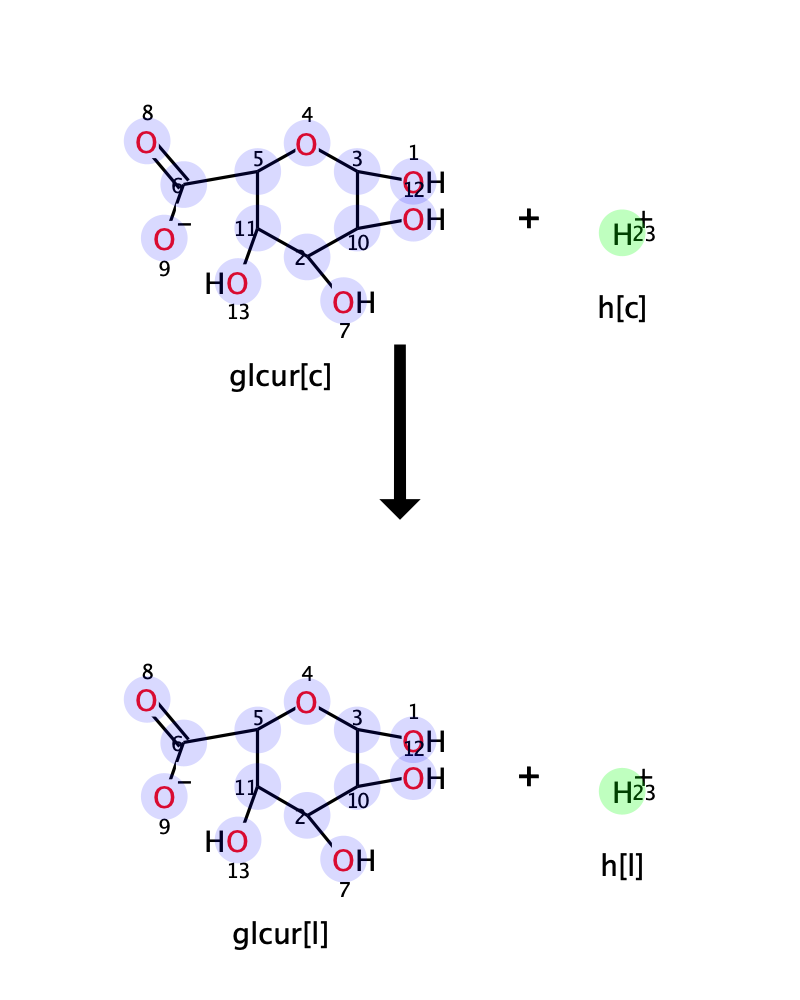 8 4
O 5 O 3 1
6 OH
12
O− 11 10 OH + H+ 23
9 HO 2
13 OH h[c]
7
glcur[c]
8 4
O 5 O 3 1
6 OH
12
O− 11 10 OH + H+ 23
9 HO 2
13 OH h[l]
7
glcur[l]